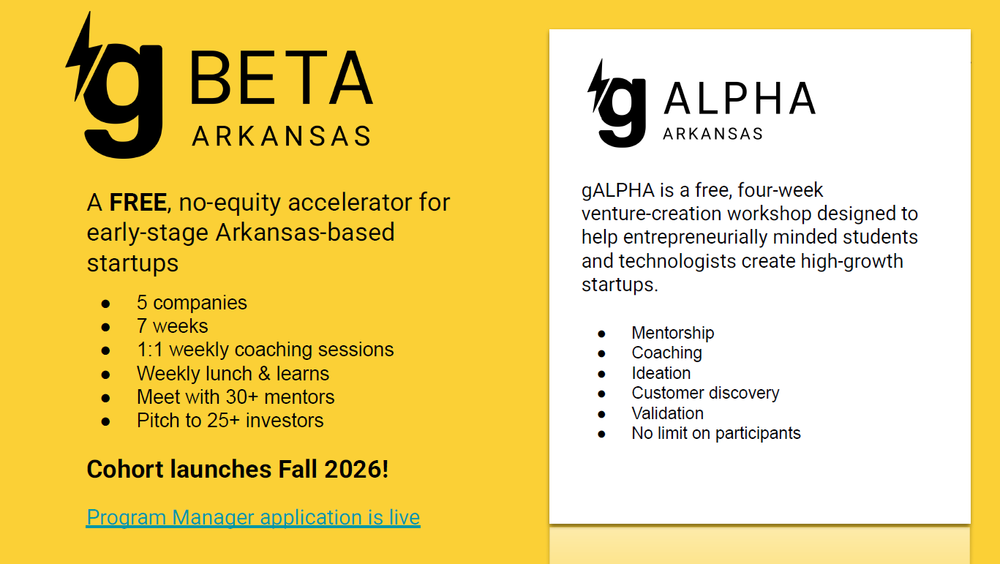 g BETA
ARKANSAS
A FREE, no-equity accelerator for
early-stage Arkansas-based
startups
● 5 companies
● 7 weeks
● 1:1 weekly coaching sessions
● Weekly lunch & learns
● Meet with 30+ mentors
● Pitch to 25+ investors
Cohort launches Fall 2026!
Program Manager application is live
g ALPHA
ARKANSAS
gALPHA is a free, four-week
venture-creation workshop designed to
help entrepreneurially minded students
and technologists create high-growth
startups.
● Mentorship
● Coaching
● Ideation
● Customer discovery
● Validation
● No limit on participants